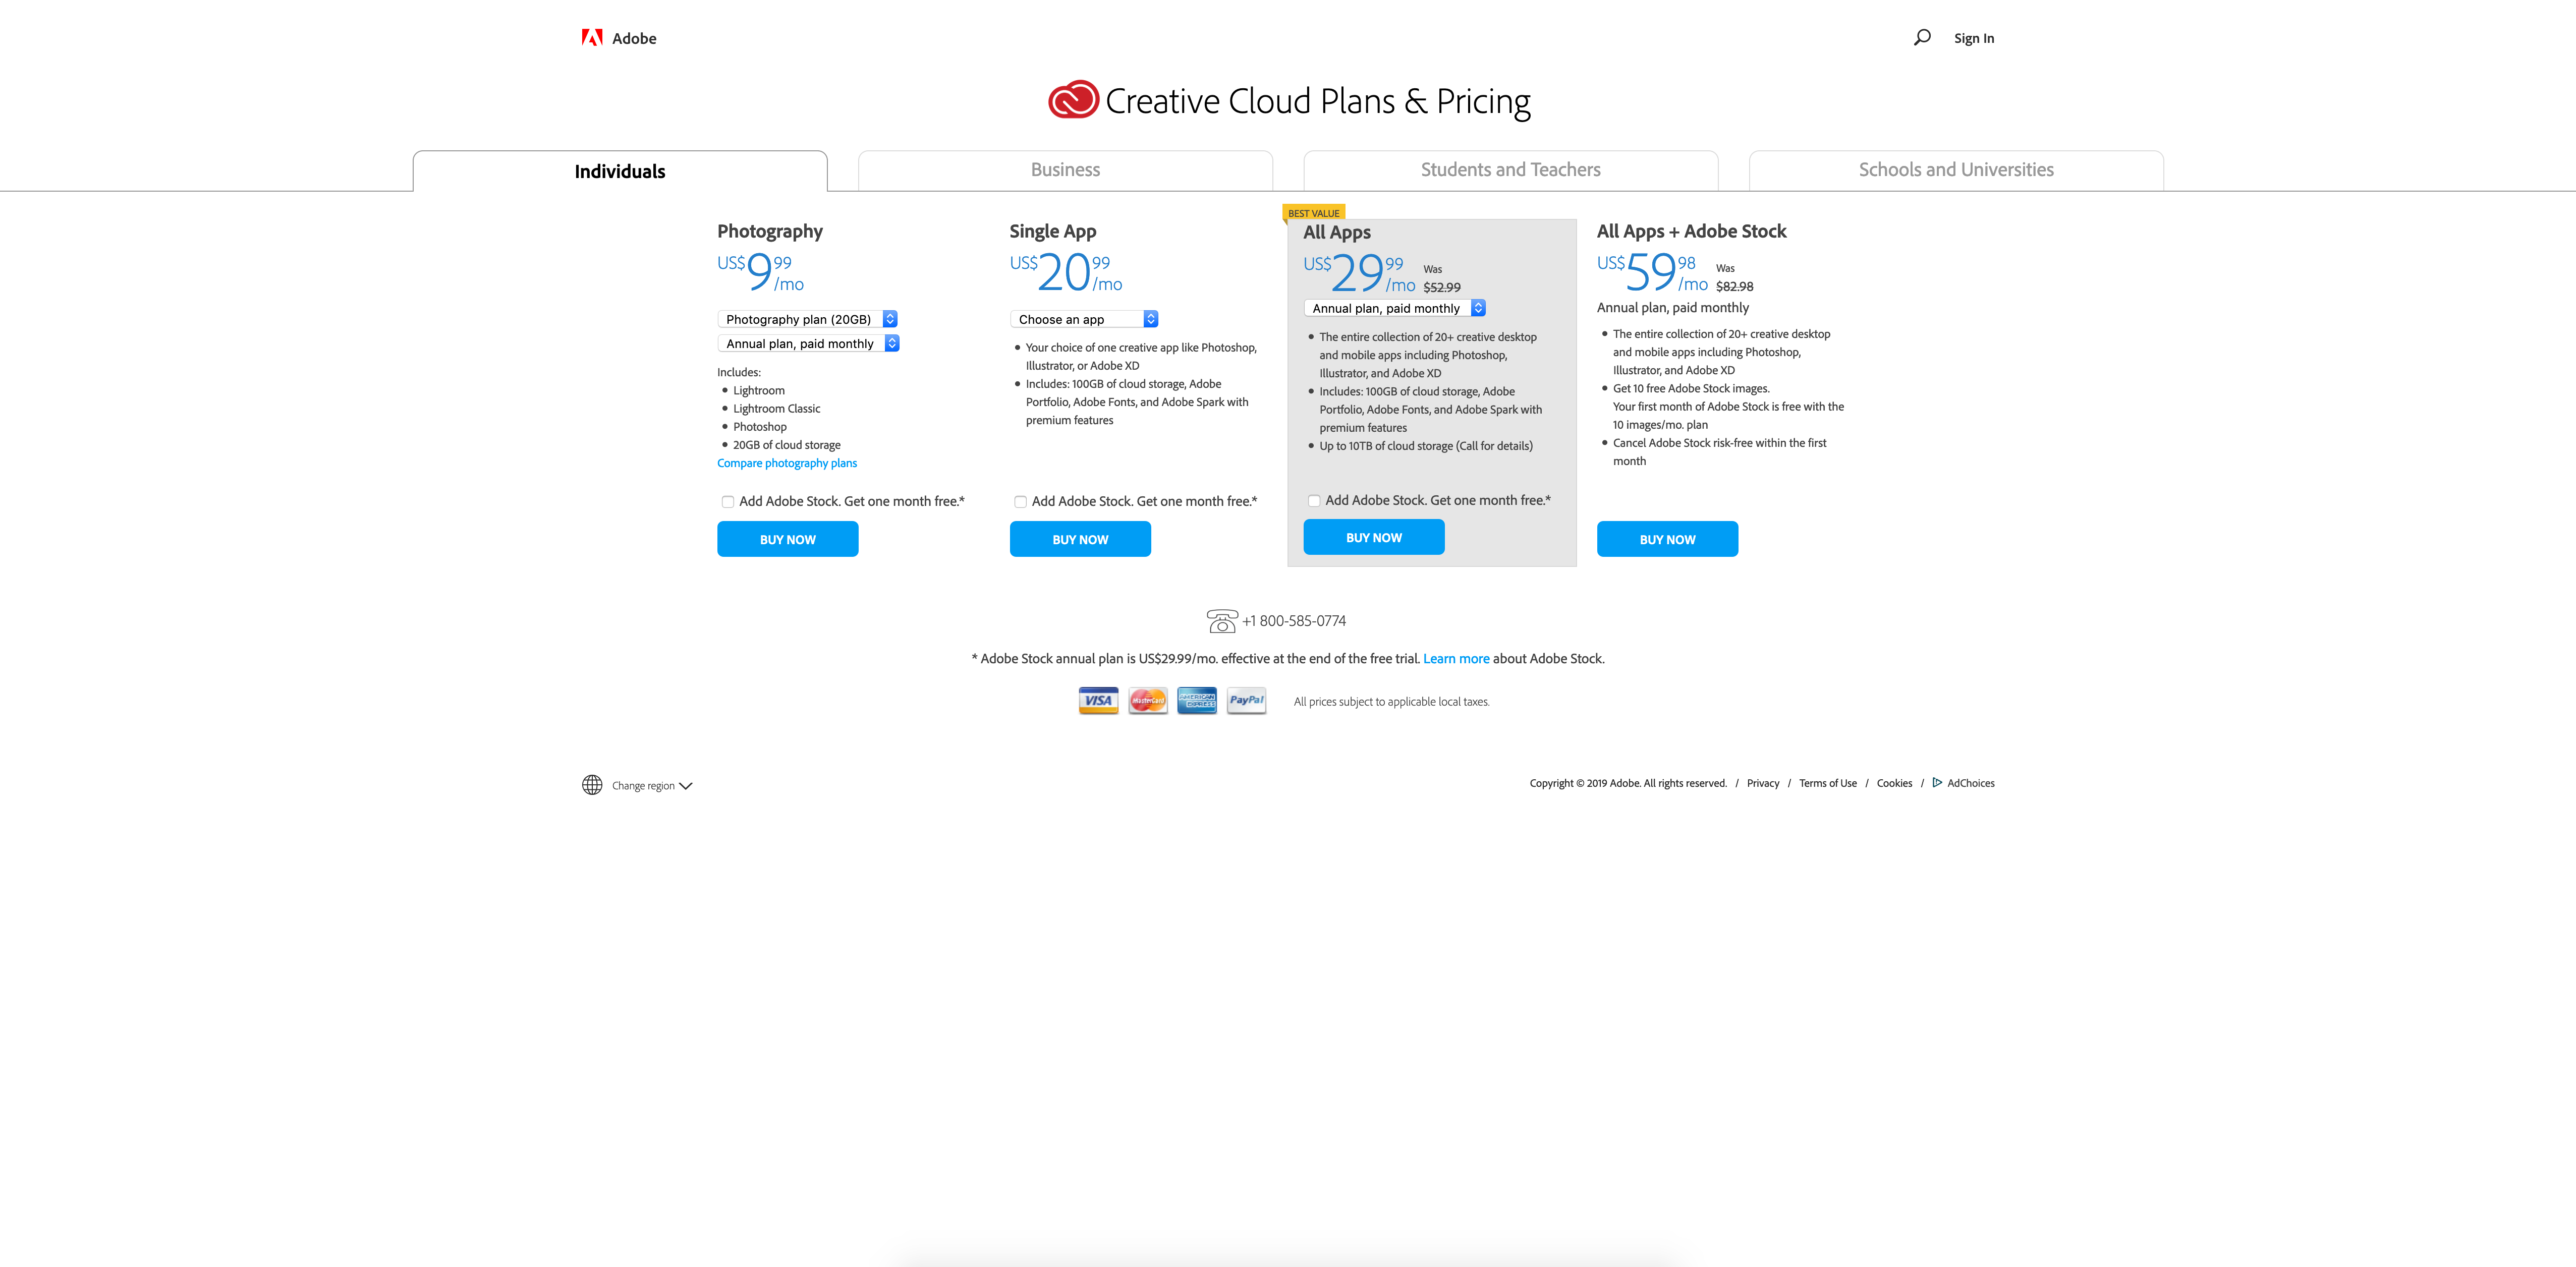 Adobe
Sign In
Creative Cloud Plans & Pricing
Individuals
Business
Students and Teachers
Schools and Universities
Photography
US$9 99 /mo
Photography plan (20GB)
Annual plan, paid monthly
Includes:
Lightroom
Lightroom Classic
Photoshop
20GB of cloud storage
Compare photography plans
Add Adobe Stock. Get one month free.*
BUY NOW
Single App
US$20 99 /mo
Choose an app
Your choice of one creative app like Photoshop,
Illustrator, or Adobe XD
Includes: 100GB of cloud storage, Adobe
Portfolio, Adobe Fonts, and Adobe Spark with
premium features
Add Adobe Stock. Get one month free.*
BUY NOW
BEST VALUE
All Apps
US$29 99 /mo Was
$52.99
Annual plan, paid monthly
The entire collection of 20+ creative desktop
and mobile apps including Photoshop,
Illustrator, and Adobe XD
Includes: 100GB of cloud storage, Adobe
Portfolio, Adobe Fonts, and Adobe Spark with
premium features
Up to 10TB of cloud storage (Call for details)
Add Adobe Stock. Get one month free.*
BUY NOW
All Apps + Adobe Stock
US$59 98 /mo Was
$82.98
Annual plan, paid monthly
The entire collection of 20+ creative desktop
and mobile apps including Photoshop,
Illustrator, and Adobe XD
Get 10 free Adobe Stock images.
Your first month of Adobe Stock is free with the
10 images/mo. plan
Cancel Adobe Stock risk-free within the first
month
BUY NOW
+1 800-585-0774
* Adobe Stock annual plan is US$29.99/mo. effective at the end of the free trial. Learn more about Adobe Stock.
VISA
MasterCard
AMERICAN EXPRESS
PayPal
All prices subject to applicable local taxes.
Change region
Copyright © 2019 Adobe. All rights reserved. / Privacy / Terms of Use / Cookies / AdChoices